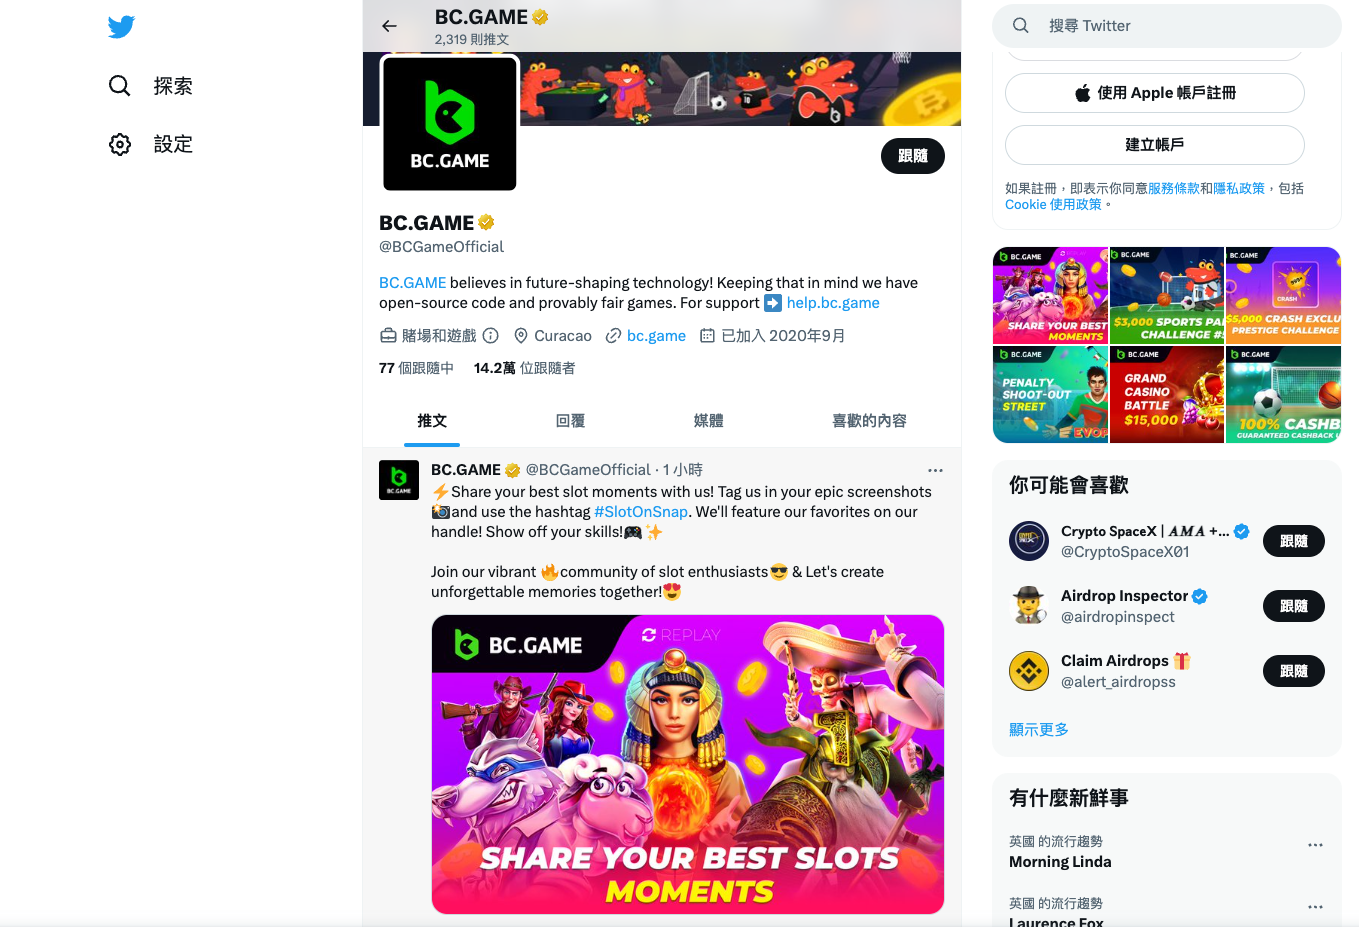 探索
設定
BC.GAME
2,319 則推文
BC.GAME
跟隨
BC.GAME
@BCGameOfficial
BC.GAME believes in future-shaping technology! Keeping that in mind we have
open-source code and provably fair games. For support ➡️ help.bc.game
賭場和遊戲 Curacao bc.game 已加入 2020年9月
77 個跟隨中 14.2萬 位跟隨者
推文 回覆 媒體 喜歡的內容
BC.GAME
BC.GAME @BCGameOfficial · 1 小時
⚡Share your best slot moments with us! Tag us in your epic screenshots
📸and use the hashtag #SlotOnSnap. We'll feature our favorites on our
handle! Show off your skills!🎮✨
Join our vibrant 🔥community of slot enthusiasts😎 & Let's create
unforgettable memories together!😍
BC.GAME
REPLAY
SHARE YOUR BEST SLOTS
MOMENTS
搜尋 Twitter
使用 Apple 帳戶註冊
建立帳戶
如果註冊，即表示你同意服務條款和隱私政策，包括
Cookie 使用政策。
BC.GAME
SHARE YOUR BEST
MOMENTS
BC.GAME
$3,000 SPORTS PA
CHALLENGE #
BC.GAME
CRASH
$5,000 CRASH EXCLU
PRESTIGE CHALLENGE
BC.GAME
PENALTY
SHOOT-OUT
STREET
EVOP
BC.GAME
GRAND
CASINO
BATTLE
$15,000
BC.GAME
100% CASHB
GUARANTEED CASHBACK U
你可能會喜歡
Crypto SpaceX | 𝑨𝑴𝑨 +...
@CryptoSpaceX01
跟隨
Airdrop Inspector
@airdropinspect
跟隨
Claim Airdrops 🎁
@alert_airdropss
跟隨
顯示更多
有什麼新鮮事
英國 的流行趨勢
Morning Linda
英國 的流行趨勢
Laurence Fox